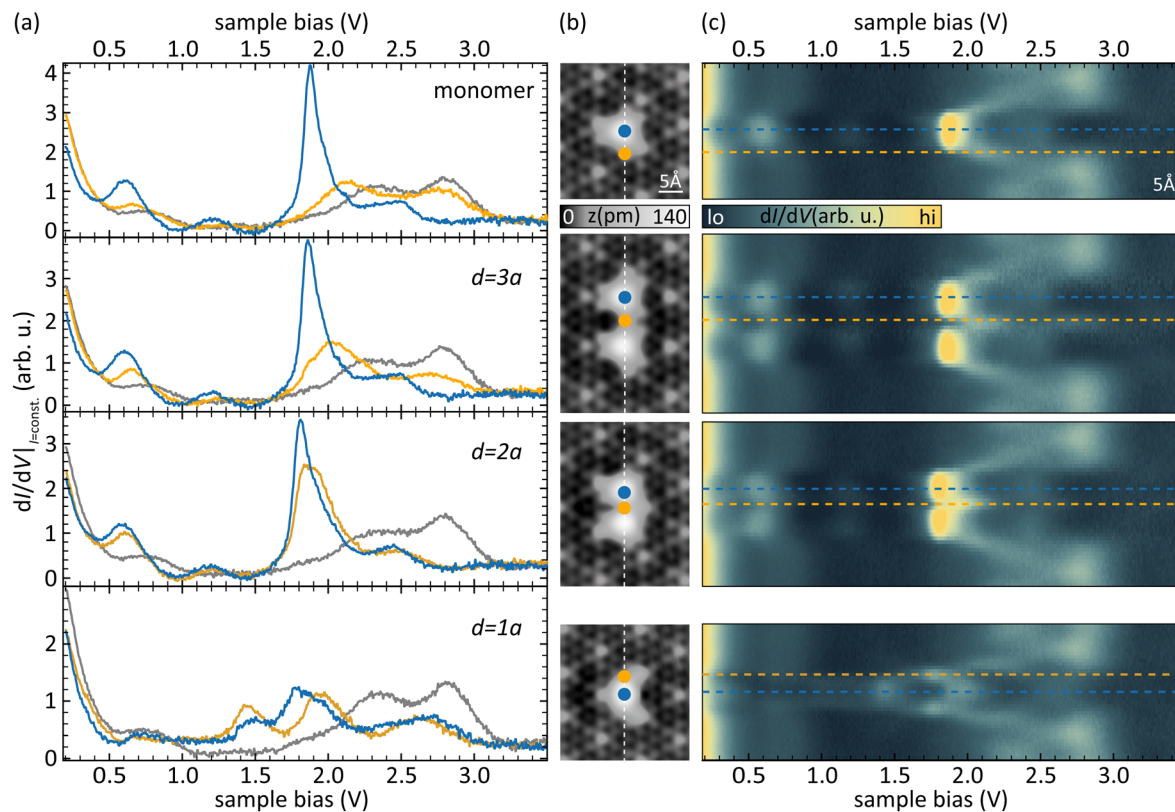 (a)
sample bias (V)
0.5 1.0 1.5 2.0 2.5 3.0
dI/dV|I=const. (arb. u.)
4
3
2
1
0
monomer
3
2
1
0
d=3a
3
2
1
0
d=2a
2
1
0
d=1a
0.5 1.0 1.5 2.0 2.5 3.0
sample bias (V)
(b)
5Å
0 z(pm) 140
(c)
sample bias (V)
0.5 1.0 1.5 2.0 2.5 3.0
5Å
lo dI/dV(arb. u.) hi
0.5 1.0 1.5 2.0 2.5 3.0
sample bias (V)